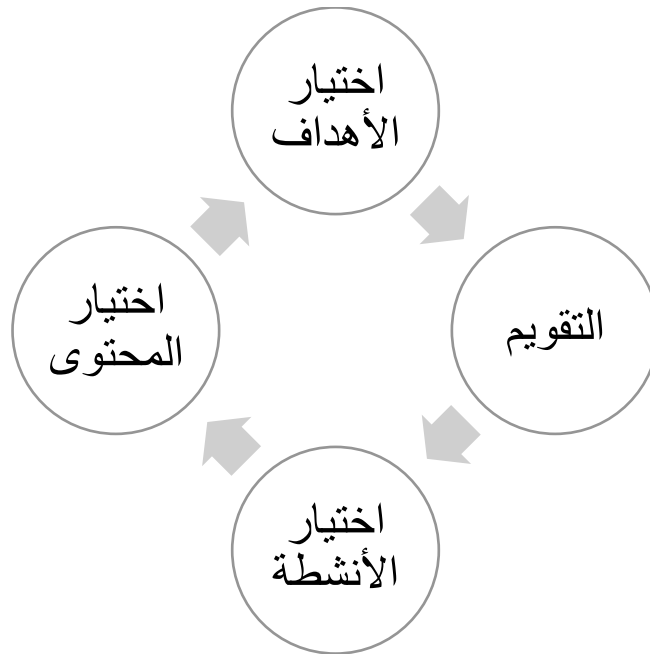 اختيار
الأهداف
التقويم
اختيار
الأنشطة
اختيار
المحتوى